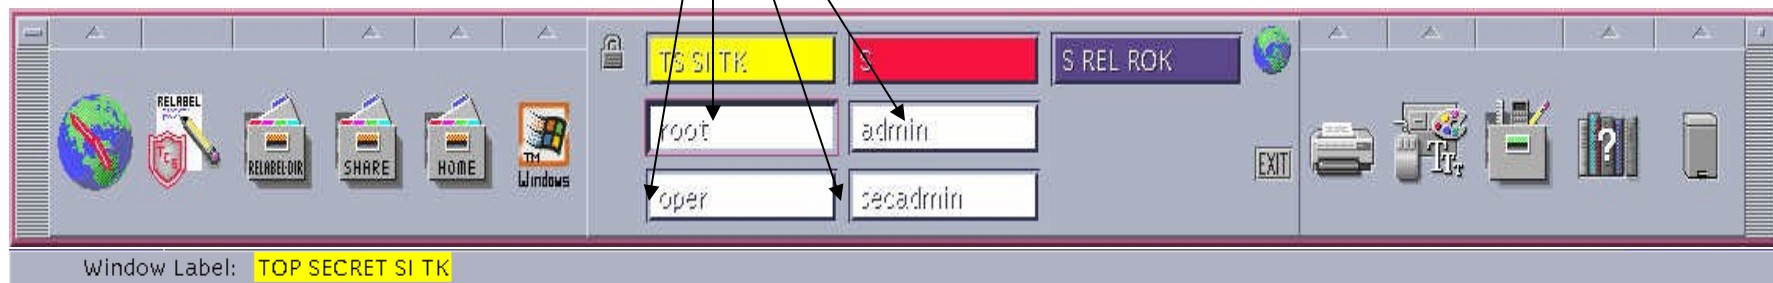 TS SI TK
S
S REL ROK
RELABEL
TCS
RELABEL-DIR
SHARE
HOME
TM
Windows
root
admin
EXIT
?
TTT
oper
secadmin
Window Label: TOP SECRET SI TK